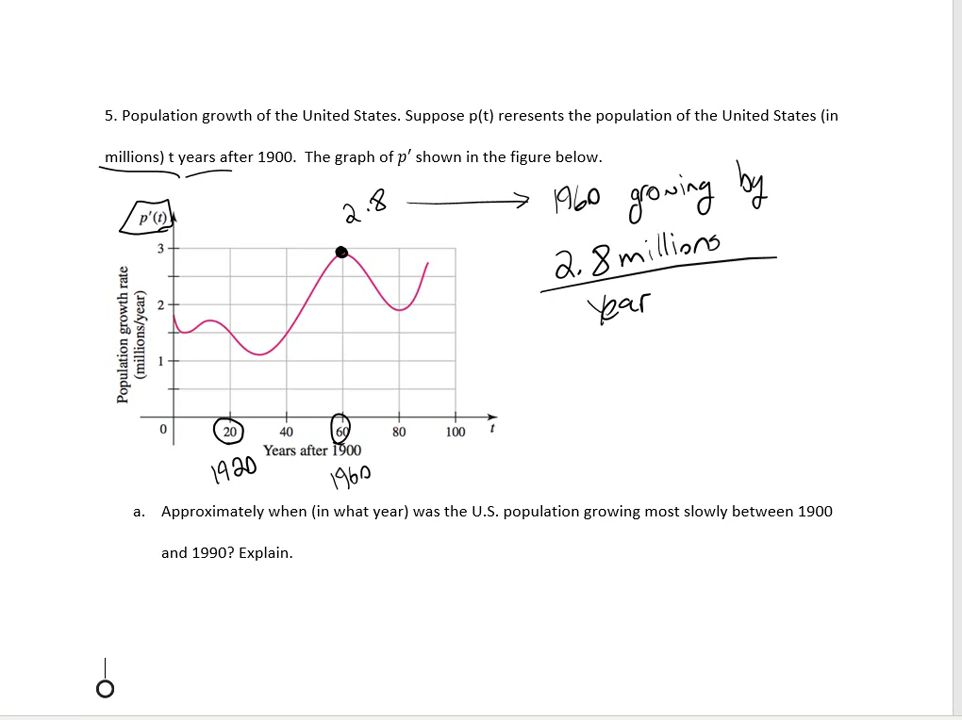 5. Population growth of the United States. Suppose p(t) reresents the population of the United States (in
millions) t years after 1900. The graph of p′ shown in the figure below.
2.8 → 1960 growing by
2.8 millions
year
p'(t)
3
2
1
Population growth rate
(millions/year)
0 20 40 60 80 100 t
Years after 1900
1920 1960
a. Approximately when (in what year) was the U.S. population growing most slowly between 1900
and 1990? Explain.